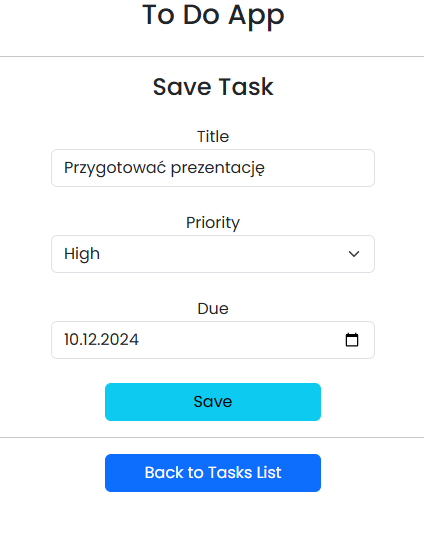 To Do App
Save Task
Title
Przygotować prezentację
Priority
High
Due
10.12.2024
Save
Back to Tasks List